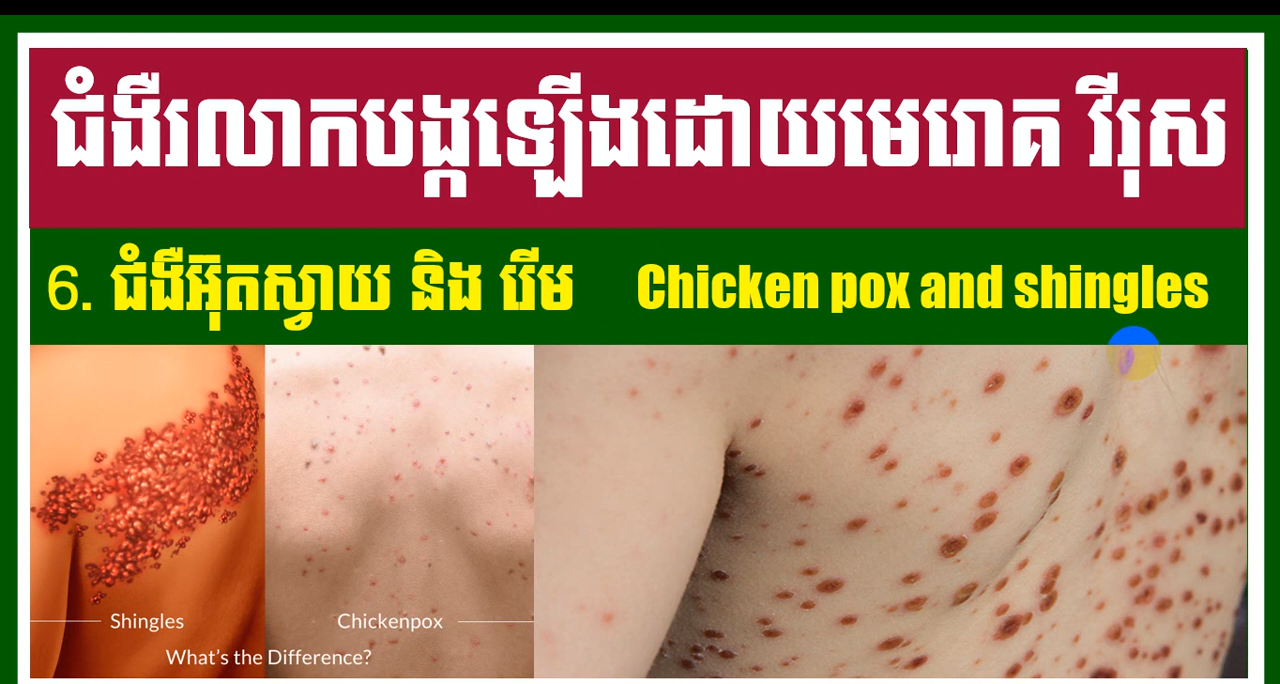 ជំងឺរលាកបង្កឡើងដោយមេរោគ វីរុស
6. ជំងឺអ៊ុតស្វាយ និង រើម Chicken pox and shingles
Shingles Chickenpox
What's the Difference?